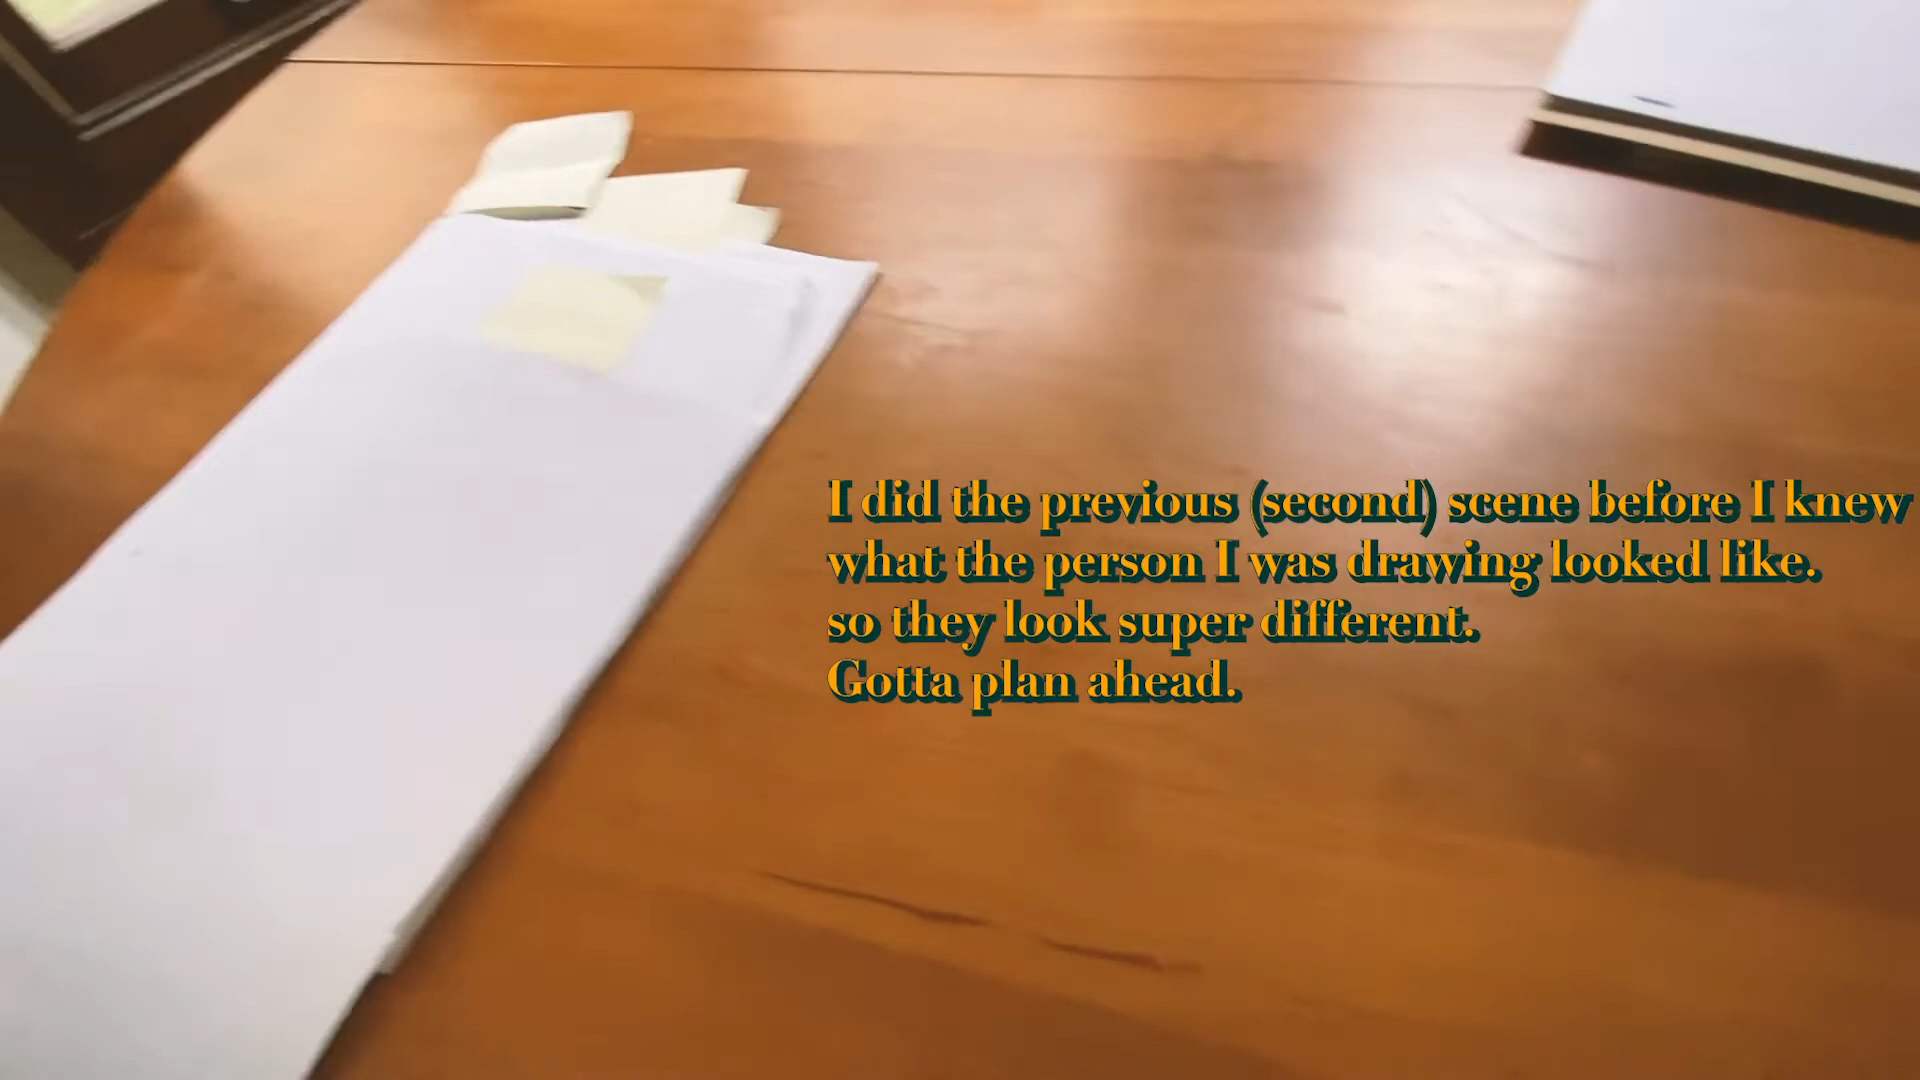 I did the previous (second) scene before I knew
what the person I was drawing looked like.
so they look super different.
Gotta plan ahead.